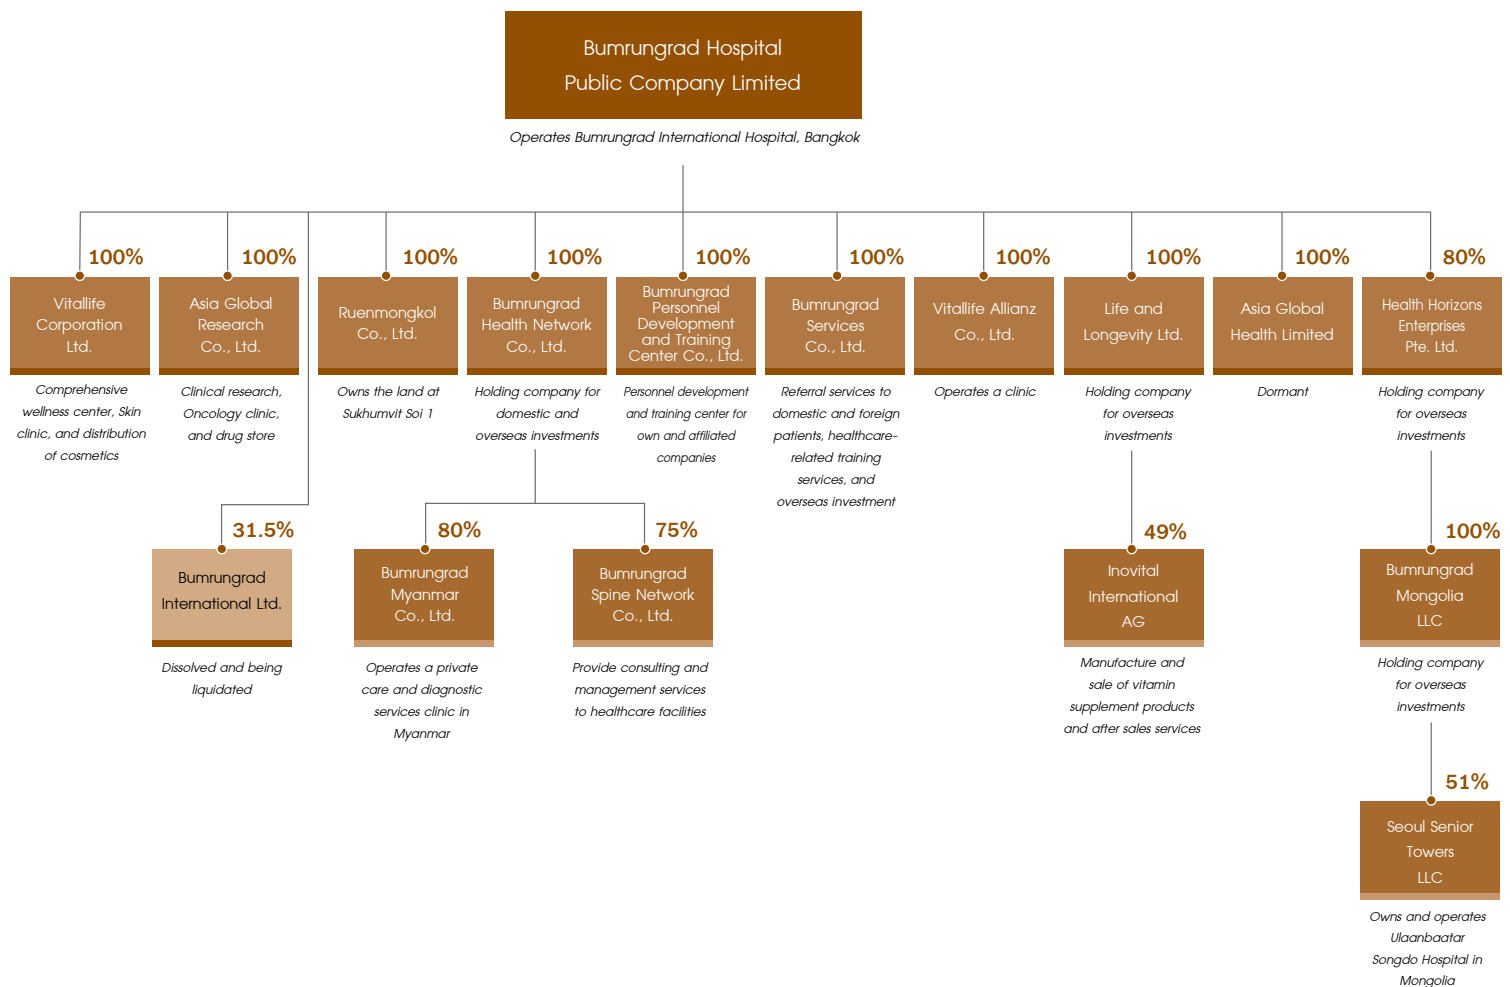 Bumrungrad Hospital
Public Company Limited
Operates Bumrungrad International Hospital, Bangkok
100%
Vitallife
Corporation
Ltd.
Comprehensive
wellness center, Skin
clinic, and distribution
of cosmetics
100%
Asia Global
Research
Co., Ltd.
Clinical research,
Oncology clinic,
and drug store
100%
Ruenmongkol
Co., Ltd.
Owns the land at
Sukhumvit Soi 1
100%
Bumrungrad
Health Network
Co., Ltd.
Holding company for
domestic and
overseas investments
100%
Bumrungrad
Personnel
Development
and Training
Center Co., Ltd.
Personnel development
and training center for
own and affiliated
companies
100%
Bumrungrad
Services
Co., Ltd.
Referral services to
domestic and foreign
patients, healthcare-
related training
services, and
overseas investment
100%
Vitallife Allianz
Co., Ltd.
Operates a clinic
100%
Life and
Longevity Ltd.
Holding company
for overseas
investments
100%
Asia Global
Health Limited
Dormant
80%
Health Horizons
Enterprises
Pte. Ltd.
Holding company
for overseas
investments
31.5%
Bumrungrad
International Ltd.
Dissolved and being
liquidated
80%
Bumrungrad
Myanmar
Co., Ltd.
Operates a private
care and diagnostic
services clinic in
Myanmar
75%
Bumrungrad
Spine Network
Co., Ltd.
Provide consulting and
management services
to healthcare facilities
49%
Inovital
International
AG
Manufacture and
sale of vitamin
supplement products
and after sales services
100%
Bumrungrad
Mongolia
LLC
Holding company
for overseas
investments
51%
Seoul Senior
Towers
LLC
Owns and operates
Ulaanbaatar
Songdo Hospital in
Mongolia